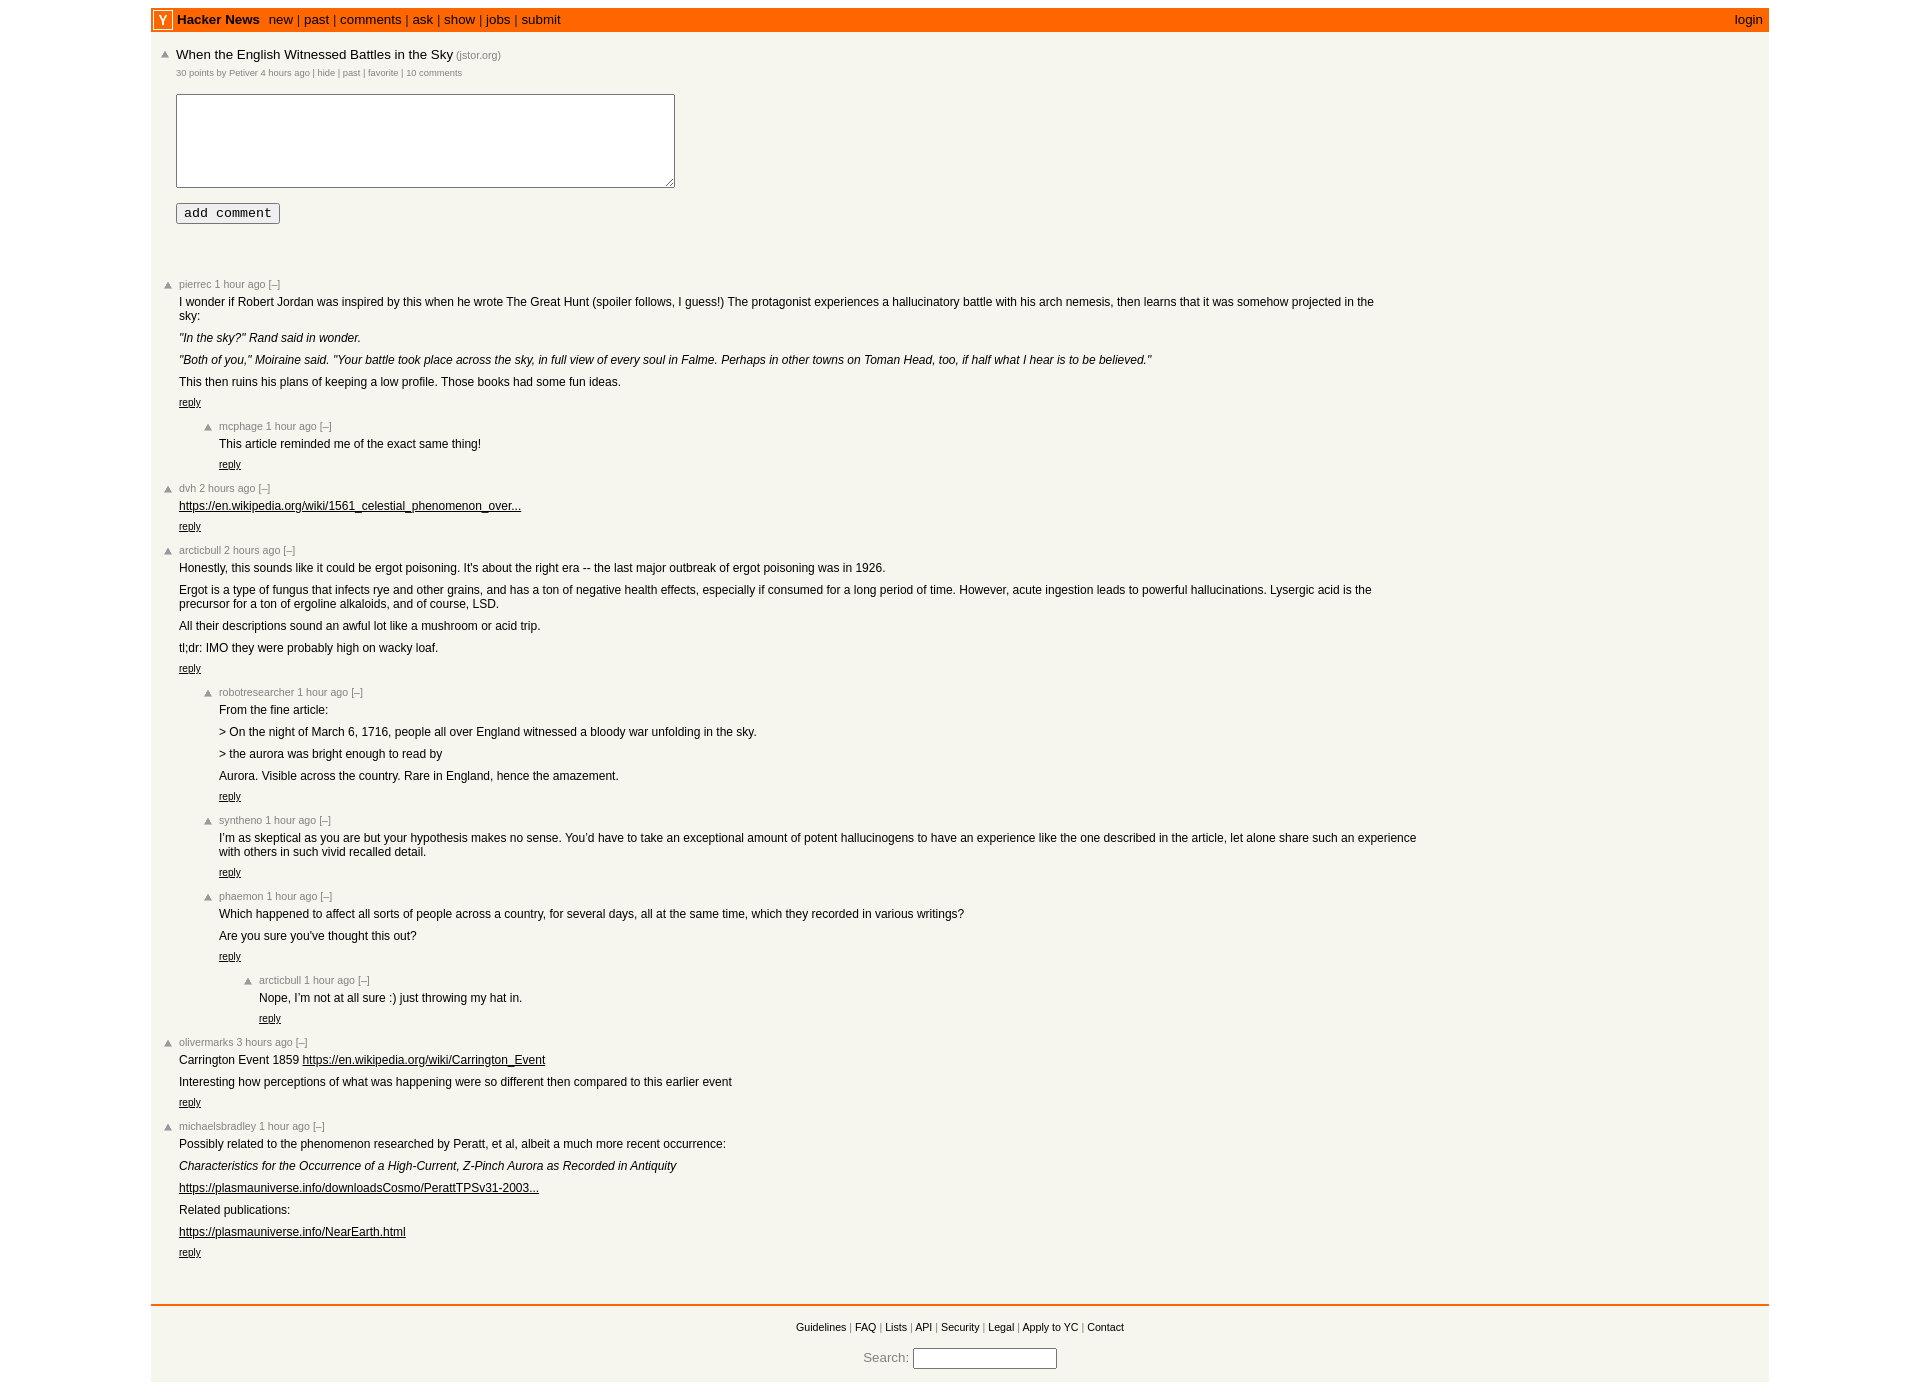 Y Hacker News new | past | comments | ask | show | jobs | submit login
When the English Witnessed Battles in the Sky (jstor.org)
30 points by Petiver 4 hours ago | hide | past | favorite | 10 comments
add comment
pierrec 1 hour ago [–]
I wonder if Robert Jordan was inspired by this when he wrote The Great Hunt (spoiler follows, I guess!) The protagonist experiences a hallucinatory battle with his arch nemesis, then learns that it was somehow projected in the
sky:
"In the sky?" Rand said in wonder.
"Both of you," Moiraine said. "Your battle took place across the sky, in full view of every soul in Falme. Perhaps in other towns on Toman Head, too, if half what I hear is to be believed."
This then ruins his plans of keeping a low profile. Those books had some fun ideas.
reply
mcphage 1 hour ago [–]
This article reminded me of the exact same thing!
reply
dvh 2 hours ago [–]
https://en.wikipedia.org/wiki/1561_celestial_phenomenon_over...
reply
arcticbull 2 hours ago [–]
Honestly, this sounds like it could be ergot poisoning. It's about the right era -- the last major outbreak of ergot poisoning was in 1926.
Ergot is a type of fungus that infects rye and other grains, and has a ton of negative health effects, especially if consumed for a long period of time. However, acute ingestion leads to powerful hallucinations. Lysergic acid is the
precursor for a ton of ergoline alkaloids, and of course, LSD.
All their descriptions sound an awful lot like a mushroom or acid trip.
tl;dr: IMO they were probably high on wacky loaf.
reply
robotresearcher 1 hour ago [–]
From the fine article:
> On the night of March 6, 1716, people all over England witnessed a bloody war unfolding in the sky.
> the aurora was bright enough to read by
Aurora. Visible across the country. Rare in England, hence the amazement.
reply
syntheno 1 hour ago [–]
I’m as skeptical as you are but your hypothesis makes no sense. You’d have to take an exceptional amount of potent hallucinogens to have an experience like the one described in the article, let alone share such an experience
with others in such vivid recalled detail.
reply
phaemon 1 hour ago [–]
Which happened to affect all sorts of people across a country, for several days, all at the same time, which they recorded in various writings?
Are you sure you've thought this out?
reply
arcticbull 1 hour ago [–]
Nope, I’m not at all sure :) just throwing my hat in.
reply
olivermarks 3 hours ago [–]
Carrington Event 1859 https://en.wikipedia.org/wiki/Carrington_Event
Interesting how perceptions of what was happening were so different then compared to this earlier event
reply
michaelsbradley 1 hour ago [–]
Possibly related to the phenomenon researched by Peratt, et al, albeit a much more recent occurrence:
Characteristics for the Occurrence of a High-Current, Z-Pinch Aurora as Recorded in Antiquity
https://plasmauniverse.info/downloadsCosmo/PerattTPSv31-2003...
Related publications:
https://plasmauniverse.info/NearEarth.html
reply
Guidelines | FAQ | Lists | API | Security | Legal | Apply to YC | Contact
Search: